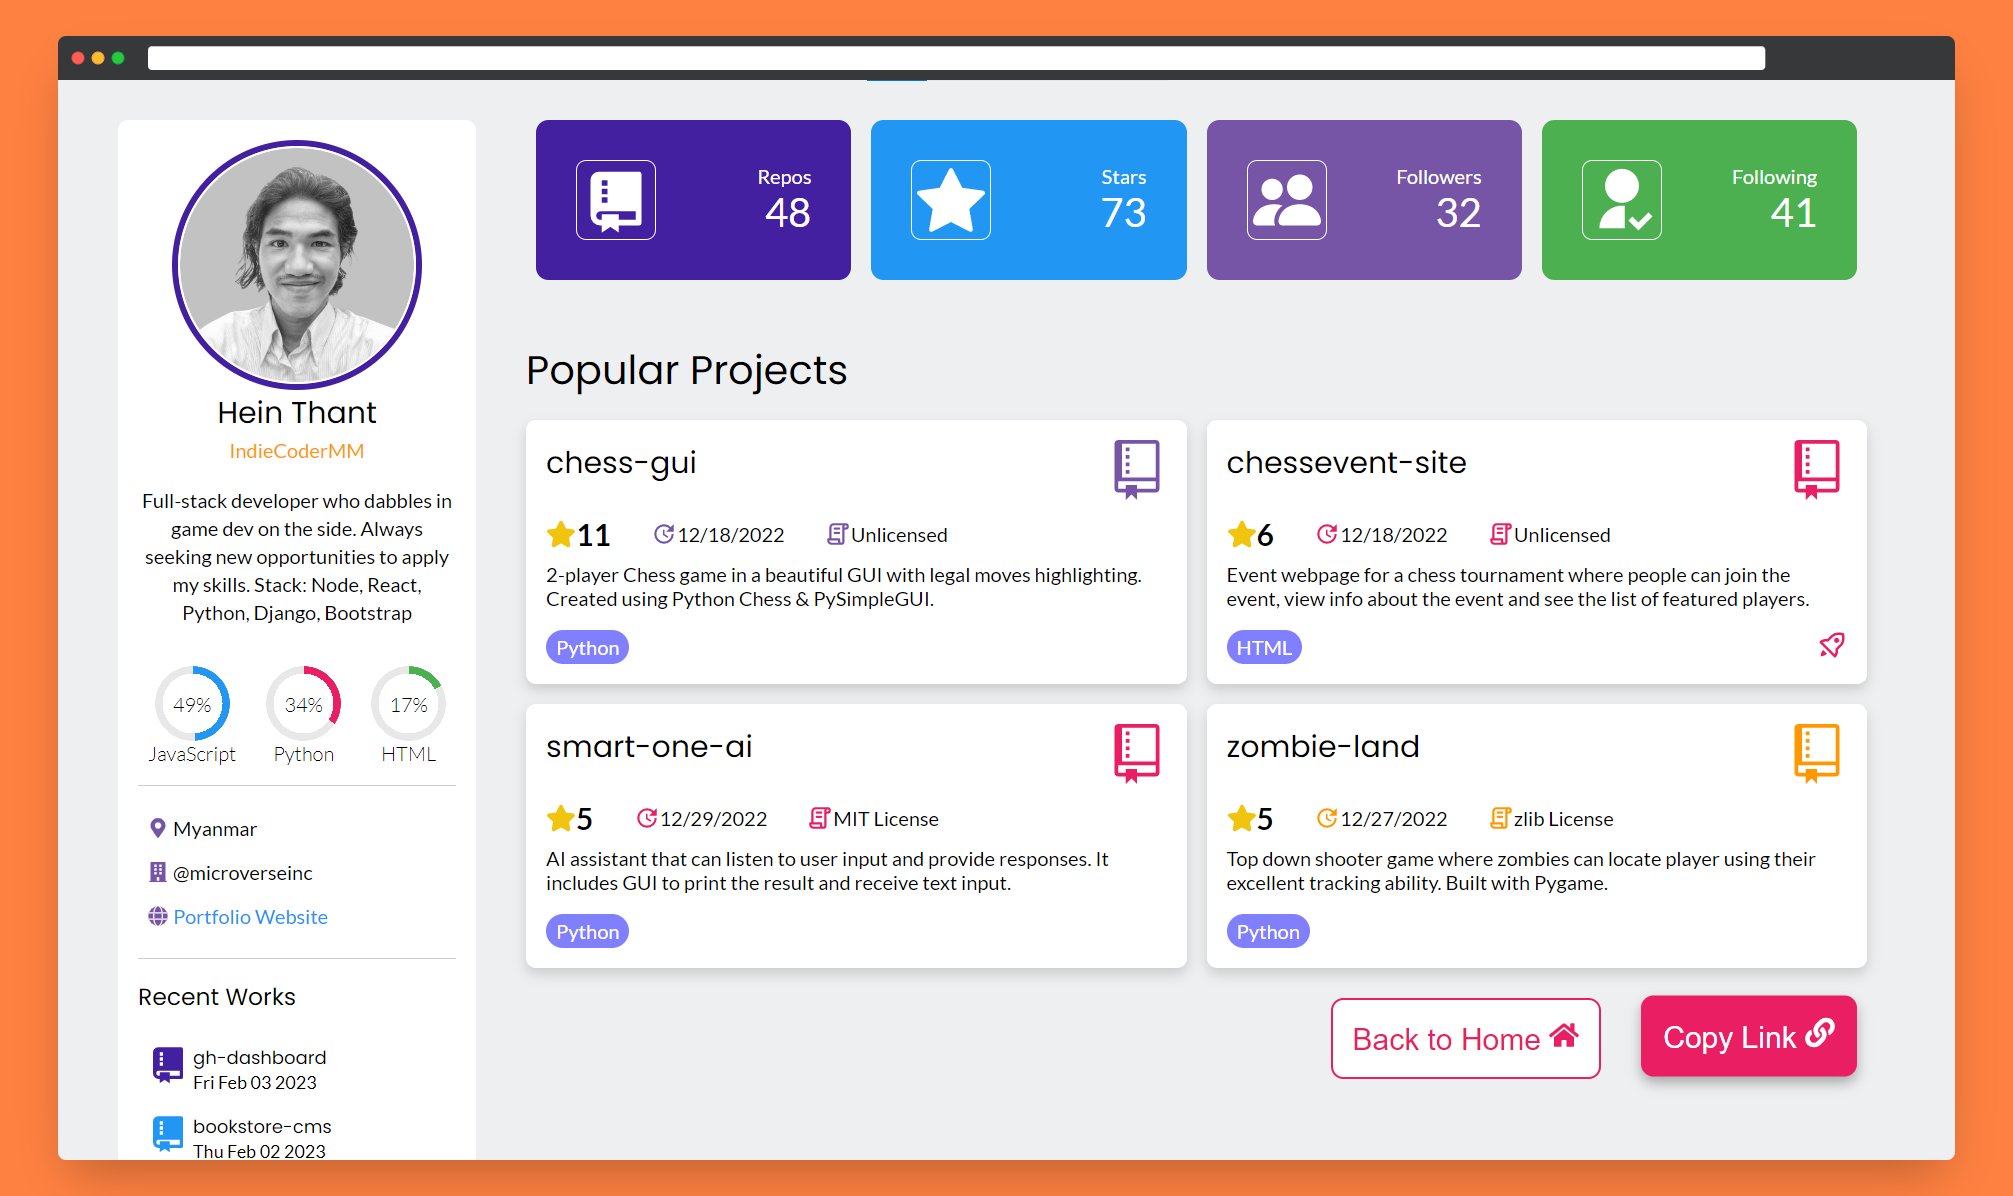 Hein Thant
IndieCoderMM
Full-stack developer who dabbles in
game dev on the side. Always
seeking new opportunities to apply
my skills. Stack: Node, React,
Python, Django, Bootstrap
49%
JavaScript
34%
Python
17%
HTML
Myanmar
@microverseinc
Portfolio Website
Recent Works
gh-dashboard
Fri Feb 03 2023
bookstore-cms
Thu Feb 02 2023
Repos
48
Stars
73
Followers
32
Following
41
Popular Projects
chess-gui
11 12/18/2022 Unlicensed
2-player Chess game in a beautiful GUI with legal moves highlighting.
Created using Python Chess & PySimpleGUI.
Python
chessevent-site
6 12/18/2022 Unlicensed
Event webpage for a chess tournament where people can join the
event, view info about the event and see the list of featured players.
HTML
smart-one-ai
5 12/29/2022 MIT License
AI assistant that can listen to user input and provide responses. It
includes GUI to print the result and receive text input.
Python
zombie-land
5 12/27/2022 zlib License
Top down shooter game where zombies can locate player using their
excellent tracking ability. Built with Pygame.
Python
Back to Home
Copy Link